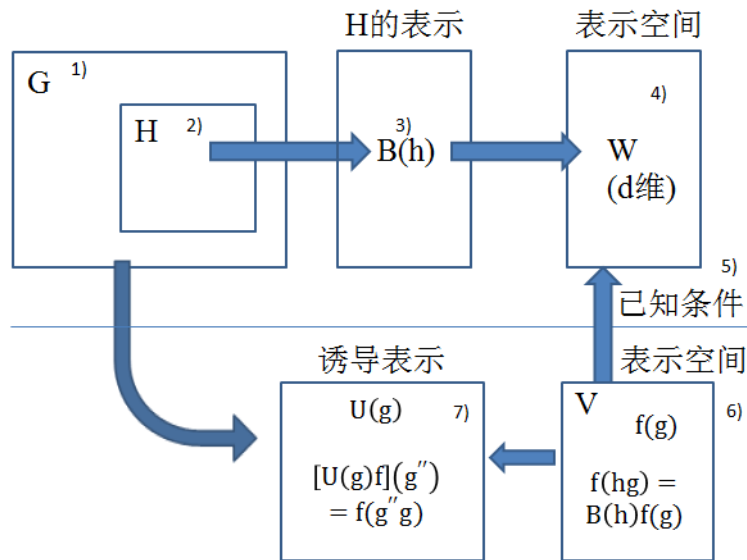 H的表示
表示空间
G
1)
H
2)
3)
B(h)
4)
W
(d维)
5)
已知条件
诱导表示
表示空间
U(g)
7)
[U(g)f](g″)
= f(g″g)
V
6)
f(g)
f(hg) =
B(h)f(g)